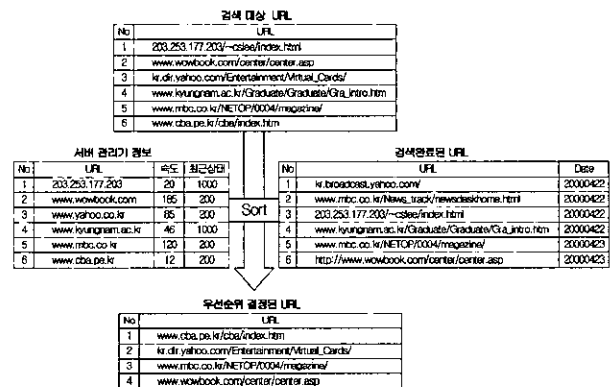 검색 대상 URL
No URL
1 203.253.177.203/~cslee/index.html
2 www.wowbook.com/center/center.asp
3 kr.dir.yahoo.com/Entertainment/Virtual_Cards/
4 www.kyungnam.ac.kr/Graduate/Graduate/Gra_intro.htm
5 www.mbc.co.kr/NETOP/0004/magazine/
6 www.cba.pe.kr/cba/index.htm
서버 관리기 정보
No URL 속도 최근상태
1 203.253.177.203 20 1000
2 www.wowbook.com 185 200
3 www.yahoo.co.kr 85 200
4 www.kyungnam.ac.kr 46 1000
5 www.mbc.co.kr 120 200
6 www.cba.pe.kr 12 200
Sort
검색완료된 URL
No URL Date
1 kr.broadcast.yahoo.com/ 20000422
2 www.mbc.co.kr/News_track/newsdeskhome.html 20000422
3 203.253.177.203/~cslee/index.html 20000422
4 www.kyungnam.ac.kr/Graduate/Graduate/Gra_intro.htm 20000422
5 www.mbc.co.kr/NETOP/0004/magazine/ 20000423
6 http://www.wowbook.com/center/center.asp 20000423
우선순위 결정된 URL
No URL
1 www.cba.pe.kr/cba/index.htm
2 kr.dir.yahoo.com/Entertainment/Virtual_Cards/
3 www.mbc.co.kr/NETOP/0004/magazine/
4 www.wowbook.com/center/center.asp